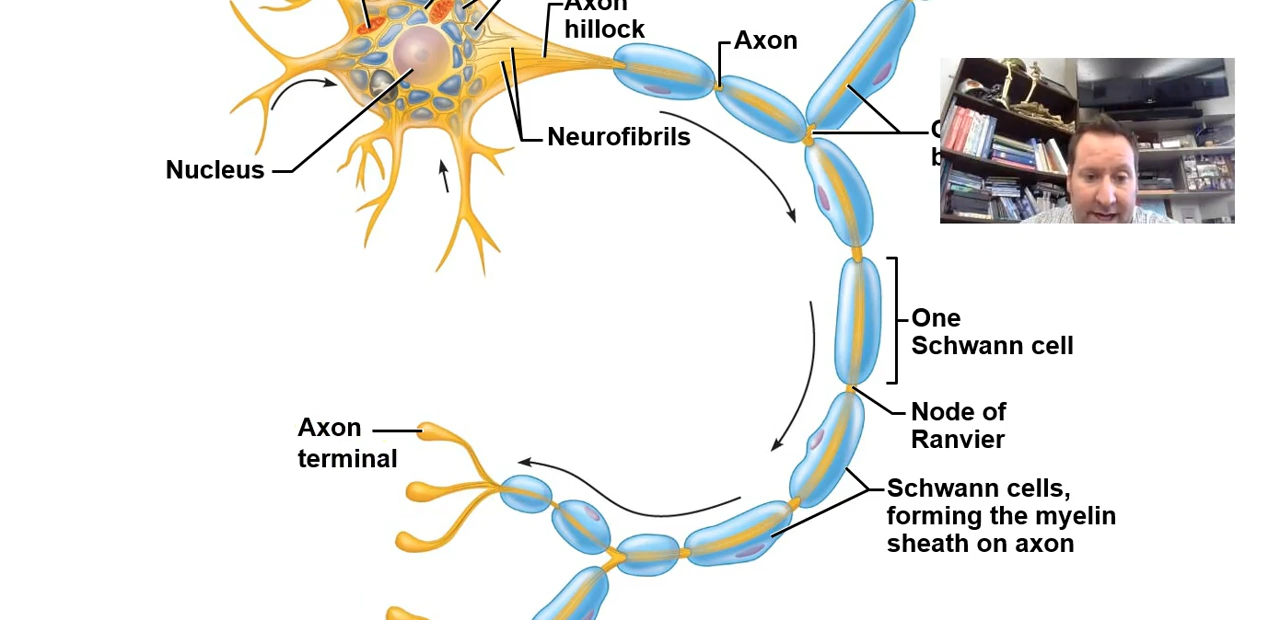 Axon
hillock
Axon
Neurofibrils
Nucleus
One
Schwann cell
Node of
Ranvier
Axon
terminal
Schwann cells,
forming the myelin
sheath on axon